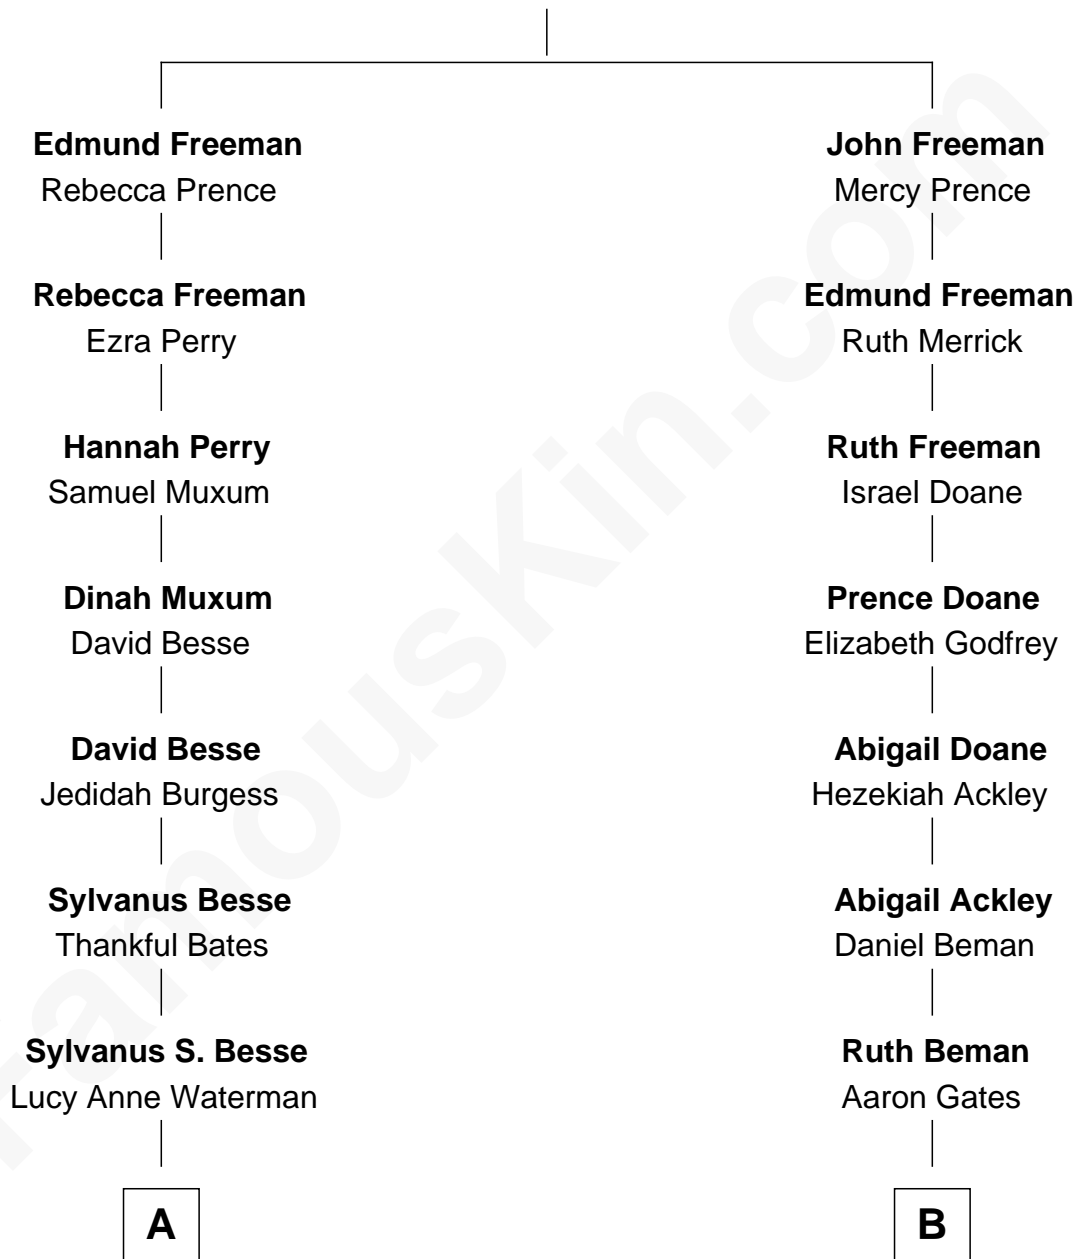 Edmund Freeman
Rebecca Prence
Rebecca Freeman
Ezra Perry
Hannah Perry
Samuel Muxum
Dinah Muxum
David Besse
David Besse
Jedidah Burgess
Sylvanus Besse
Thankful Bates
Sylvanus S. Besse
Lucy Anne Waterman
A
John Freeman
Mercy Prence
Edmund Freeman
Ruth Merrick
Ruth Freeman
Israel Doane
Prence Doane
Elizabeth Godfrey
Abigail Doane
Hezekiah Ackley
Abigail Ackley
Daniel Beman
Ruth Beman
Aaron Gates
B
FamousKin.com